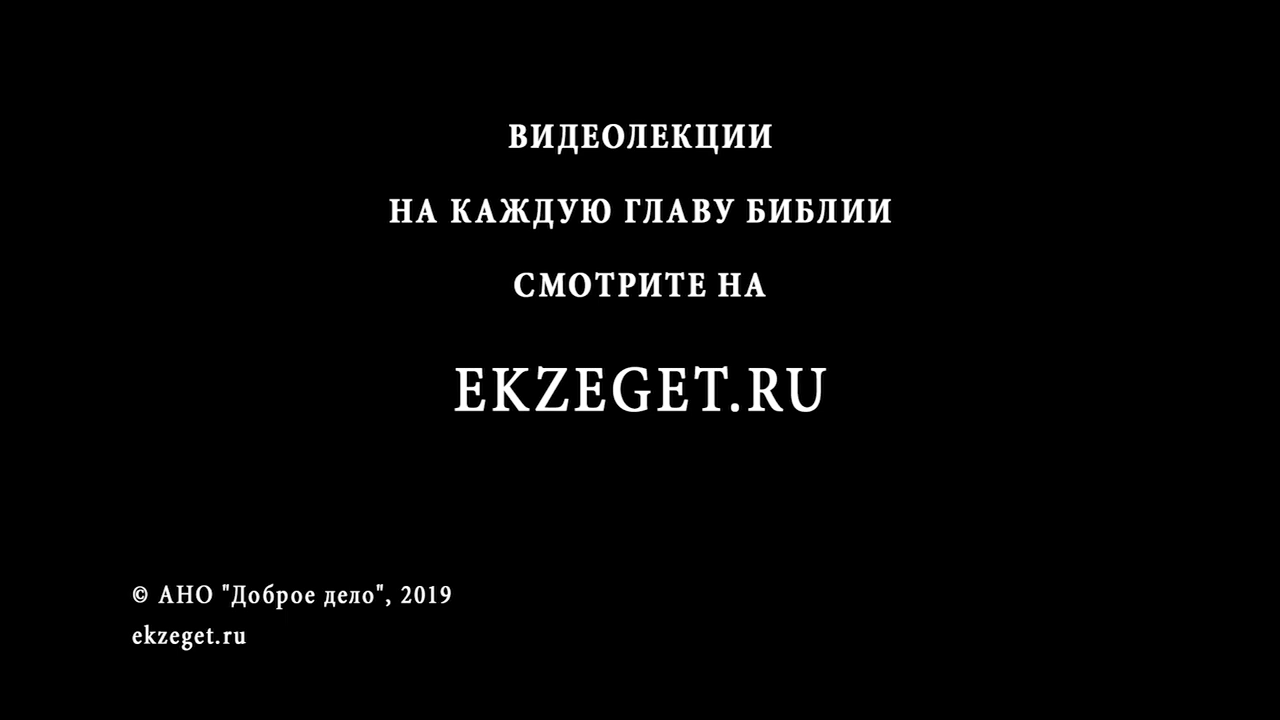 ВИДЕОЛЕКЦИИ
НА КАЖДУЮ ГЛАВУ БИБЛИИ
СМОТРИТЕ НА
EKZEGET.RU
© АНО "Доброе дело", 2019
ekzeget.ru